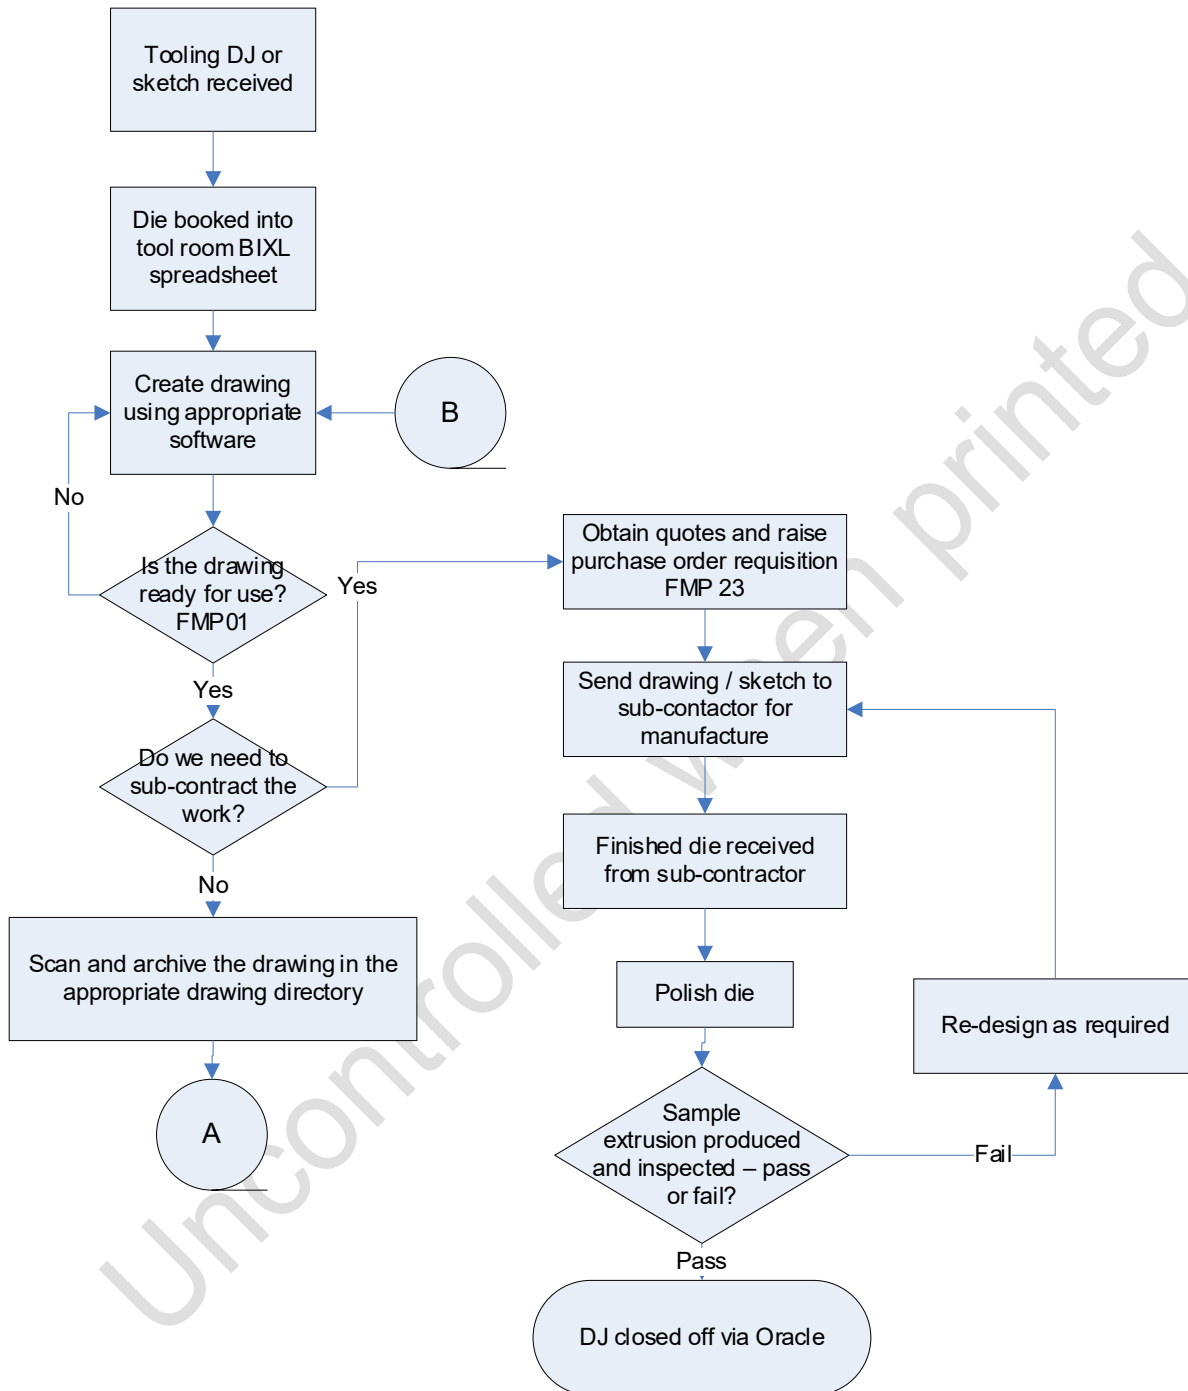 Tooling DJ or
sketch received
Die booked into
tool room BIXL
spreadsheet
Create drawing
using appropriate
software
B
No
Is the drawing
ready for use?
FMP01
Yes
Do we need to
sub-contract the
work?
Yes
No
Scan and archive the drawing in the
appropriate drawing directory
A
Obtain quotes and raise
purchase order requisition
FMP 23
Send drawing / sketch to
sub-contactor for
manufacture
Finished die received
from sub-contractor
Polish die
Re-design as required
Sample
extrusion produced
and inspected – pass
or fail?
Fail
Pass
DJ closed off via Oracle
Uncontrolled when printed